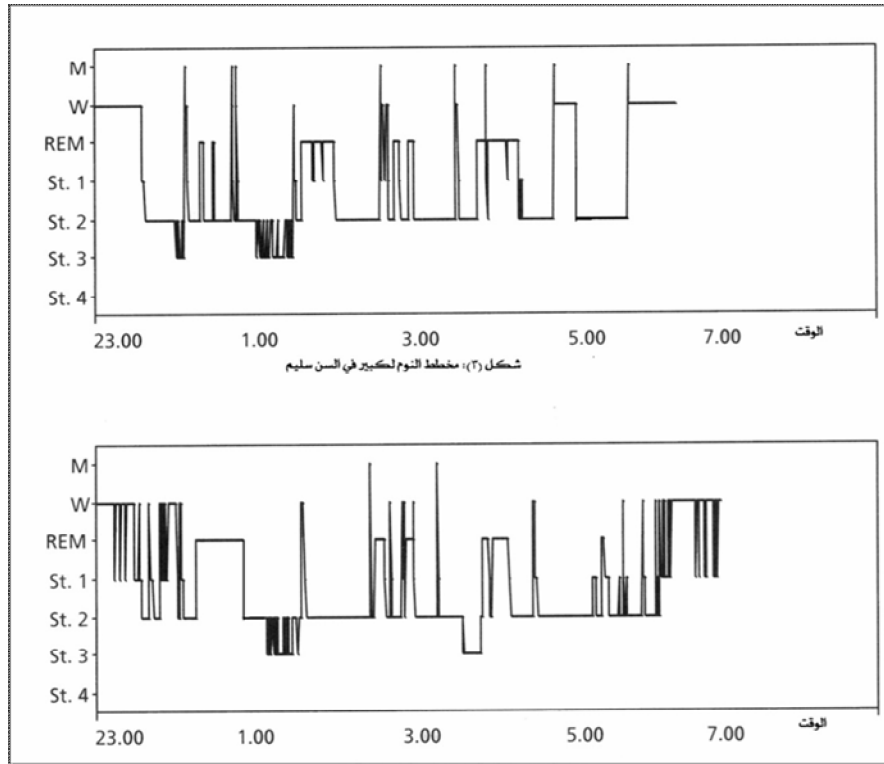 M
W
REM
St. 1
St. 2
St. 3
St. 4
23.00 1.00 3.00 5.00 7.00 الوقت
شكل (٣): مخطط النوم لكبير في السن سليم
M
W
REM
St. 1
St. 2
St. 3
St. 4
23.00 1.00 3.00 5.00 7.00 الوقت